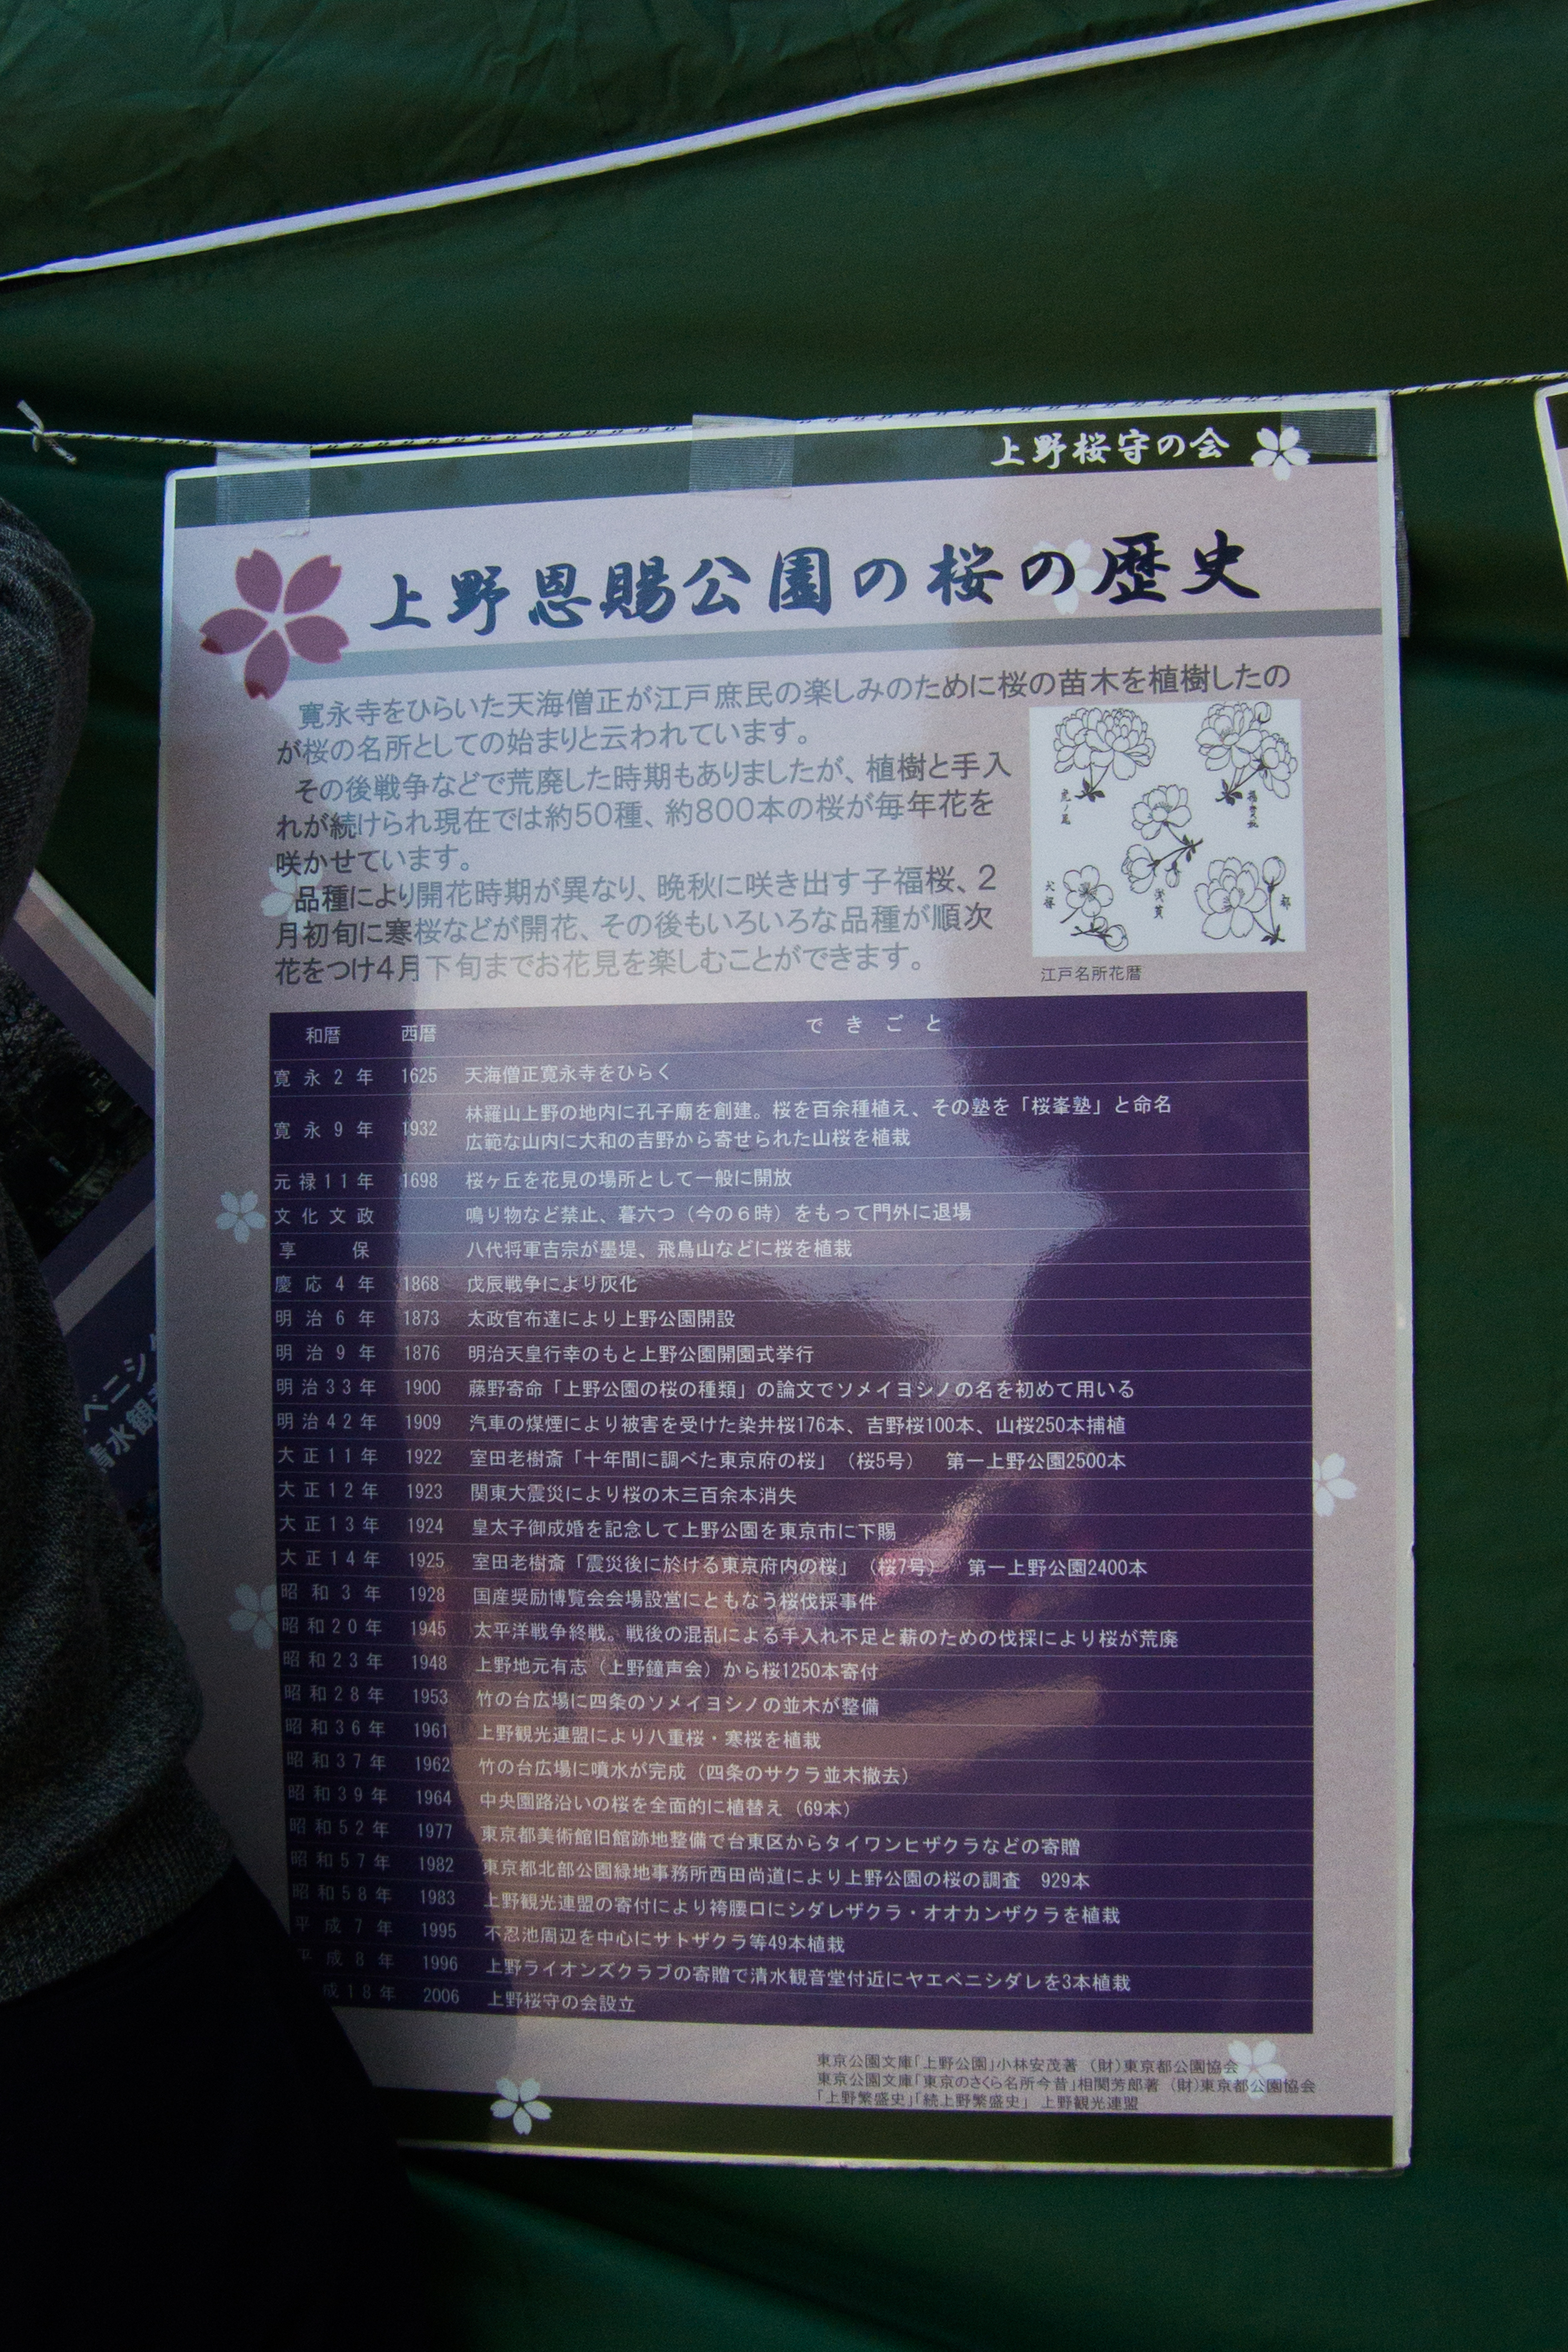 上野桜守の会
上野恩賜公園の桜の歴史
寛永寺をひらいた天海僧正が江戸庶民の楽しみのために桜の苗木を植樹したの
が桜の名所としての始まりと云われています。
その後戦争などで荒廃した時期もありましたが、植樹と手入
れが続けられ現在では約50種、約800本の桜が毎年花を
咲かせています。
品種により開花時期が異なり、晩秋に咲き出す子福桜、2
月初旬に寒桜などが開花、その後もいろいろな品種が順次
花をつけ4月下旬までお花見を楽しむことができます。
虎ノ尾
楊貴妃
浅黄
犬桜
都
江戸名所花暦
和暦 西暦 できごと
寛永2年 1625 天海僧正寛永寺をひらく
寛永9年 1932 林羅山上野の地内に孔子廟を創建。桜を百余種植え、その塾を「桜峯塾」と命名
広範な山内に大和の吉野から寄せられた山桜を植栽
元禄11年 1698 桜ヶ丘を花見の場所として一般に開放
文化文政 鳴り物など禁止、暮六つ（今の６時）をもって門外に退場
享保 八代将軍吉宗が墨堤、飛鳥山などに桜を植栽
慶応4年 1868 戊辰戦争により灰化
明治6年 1873 太政官布達により上野公園開設
明治9年 1876 明治天皇行幸のもと上野公園開園式挙行
明治33年 1900 藤野寄命「上野公園の桜の種類」の論文でソメイヨシノの名を初めて用いる
明治42年 1909 汽車の煤煙により被害を受けた染井桜176本、吉野桜100本、山桜250本捕植
大正11年 1922 室田老樹斎「十年間に調べた東京府の桜」（桜5号） 第一上野公園2500本
大正12年 1923 関東大震災により桜の木三百余本消失
大正13年 1924 皇太子御成婚を記念して上野公園を東京市に下賜
大正14年 1925 室田老樹斎「震災後に於ける東京府内の桜」（桜7号） 第一上野公園2400本
昭和3年 1928 国産奨励博覧会会場設営にともなう桜伐採事件
昭和20年 1945 太平洋戦争終戦。戦後の混乱による手入れ不足と薪のための伐採により桜が荒廃
昭和23年 1948 上野地元有志（上野鐘声会）から桜1250本寄付
昭和28年 1953 竹の台広場に四条のソメイヨシノの並木が整備
昭和36年 1961 上野観光連盟により八重桜・寒桜を植栽
昭和37年 1962 竹の台広場に噴水が完成（四条のサクラ並木撤去）
昭和39年 1964 中央園路沿いの桜を全面的に植替え（69本）
昭和52年 1977 東京都美術館旧館跡地整備で台東区からタイワンヒザクラなどの寄贈
昭和57年 1982 東京都北部公園緑地事務所西田尚道により上野公園の桜の調査 929本
昭和58年 1983 上野観光連盟の寄付により袴腰口にシダレザクラ・オオカンザクラを植栽
平成7年 1995 不忍池周辺を中心にサトザクラ等49本植栽
平成8年 1996 上野ライオンズクラブの寄贈で清水観音堂付近にヤエベニシダレを3本植栽
成18年 2006 上野桜守の会設立
東京公園文庫「上野公園」小林安茂著 (財)東京都公園協会
東京公園文庫「東京のさくら名所今昔」相関芳郎著 (財)東京都公園協会
「上野繁盛史」「続上野繁盛史」 上野観光連盟
ベニシ
清水観